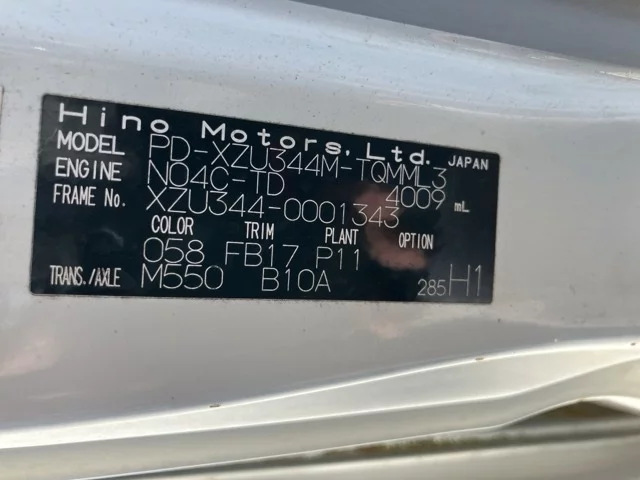 Hino Motors, Ltd. JAPAN
MODEL PD-XZU344M-TQMML3
ENGINE N04C-TD 4009 mL
FRAME No. XZU344-0001343
COLOR TRIM PLANT OPTION
058 FB17 P11
TRANS./AXLE M550 B10A 285 H1